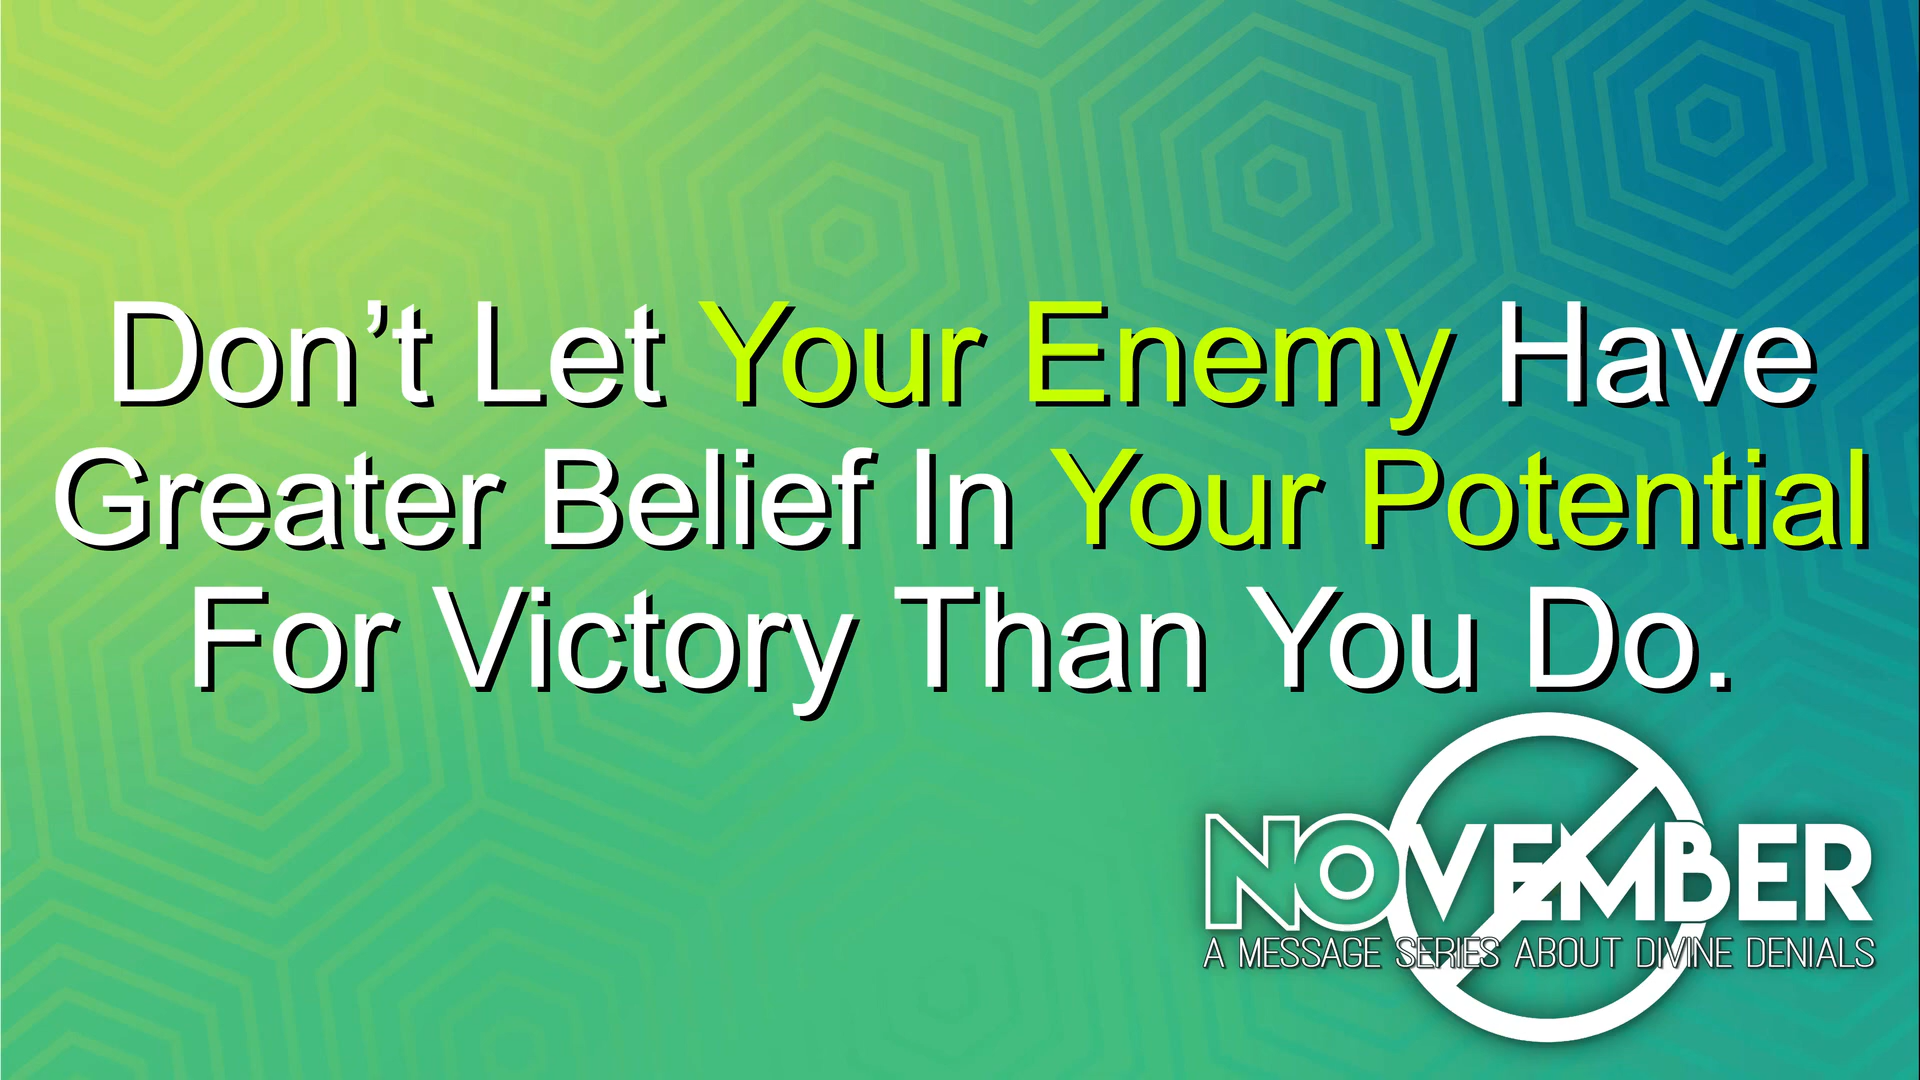 Don’t Let Your Enemy Have
Greater Belief In Your Potential
For Victory Than You Do.
NOVEMBER
A MESSAGE SERIES ABOUT DIVINE DENIALS